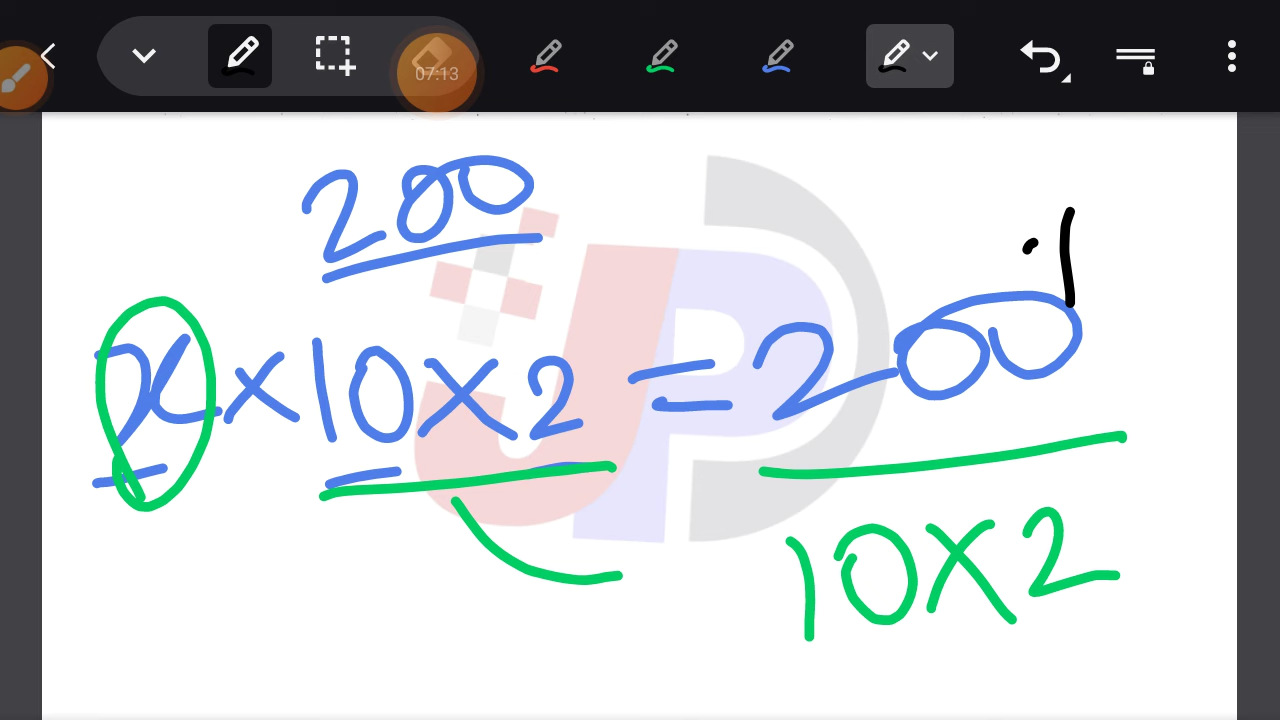 07:13
200
x × 10 × 2 = 200
10 × 2